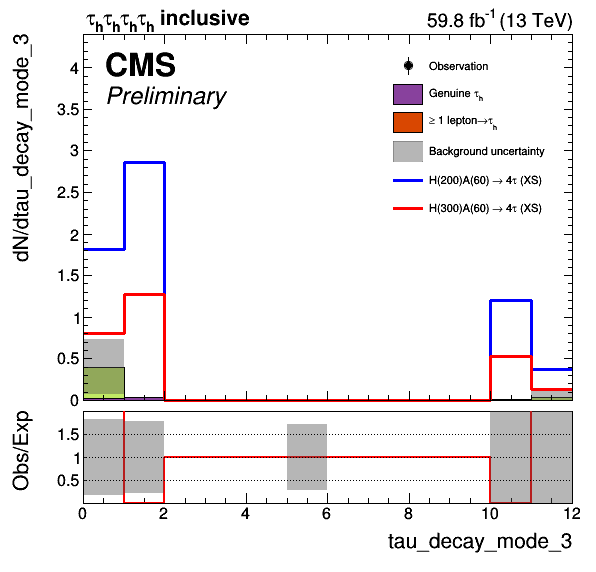 τhτhτhτh inclusive
59.8 fb⁻¹ (13 TeV)
CMS
Preliminary
Observation
Genuine τh
≥ 1 lepton→τh
Background uncertainty
H(200)A(60) → 4τ (XS)
H(300)A(60) → 4τ (XS)
dN/dtau_decay_mode_3
4
3.5
3
2.5
2
1.5
1
0.5
0
Obs/Exp
1.5
1
0.5
0 2 4 6 8 10 12
tau_decay_mode_3